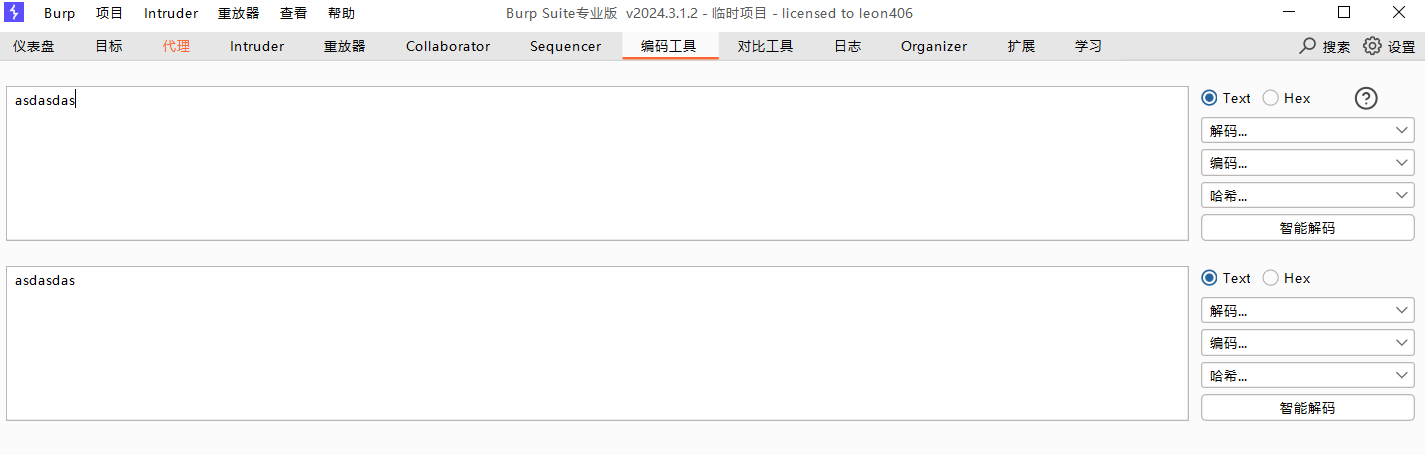 Burp 项目 Intruder 重放器 查看 帮助 Burp Suite专业版 v2024.3.1.2 - 临时项目 - licensed to leon406
仪表盘 目标 代理 Intruder 重放器 Collaborator Sequencer 编码工具 对比工具 日志 Organizer 扩展 学习 搜索 设置
asdasdas
Text Hex ?
解码...
编码...
哈希...
智能解码
asdasdas
Text Hex
解码...
编码...
哈希...
智能解码